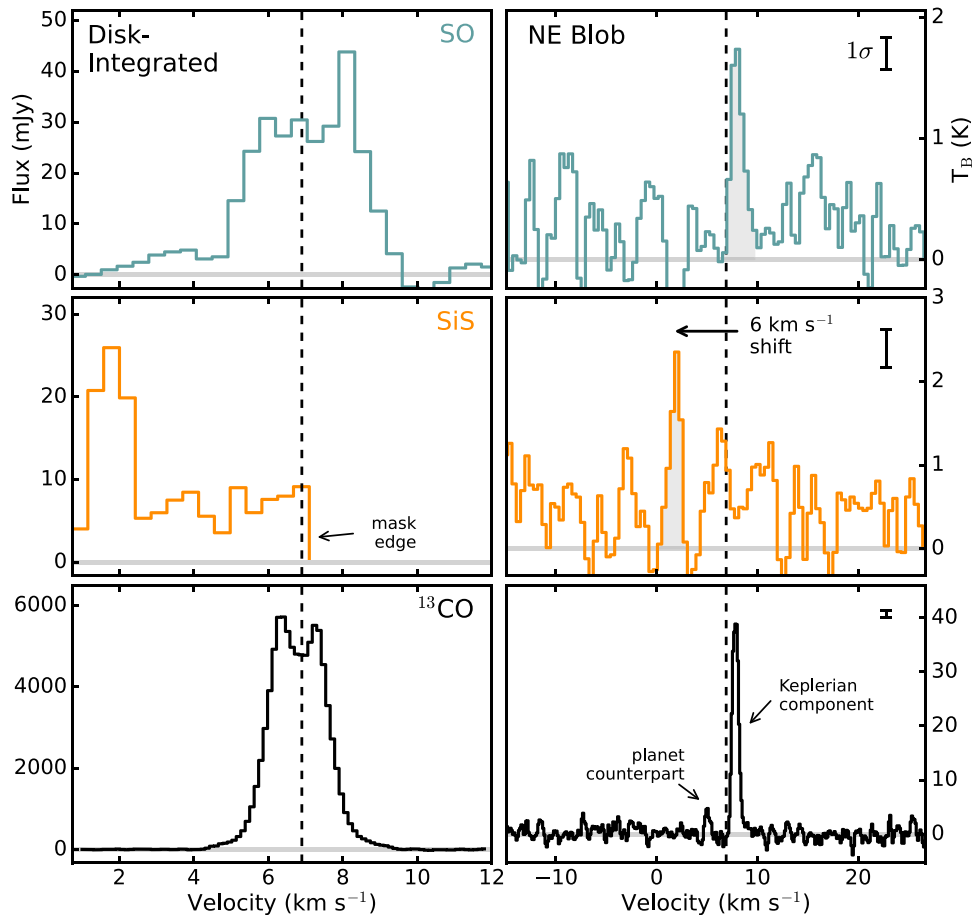 Disk-
Integrated
SO
NE Blob
1σ
50
40
30
20
10
0
Flux (mJy)
2
1
0
T_B (K)
SiS
30
20
10
0
mask
edge
6 km s⁻¹
shift
3
2
1
0
¹³CO
6000
4000
2000
0
Keplerian
component
planet
counterpart
40
30
20
10
0
2 4 6 8 10 12
−10 0 10 20
Velocity (km s⁻¹)
Velocity (km s⁻¹)